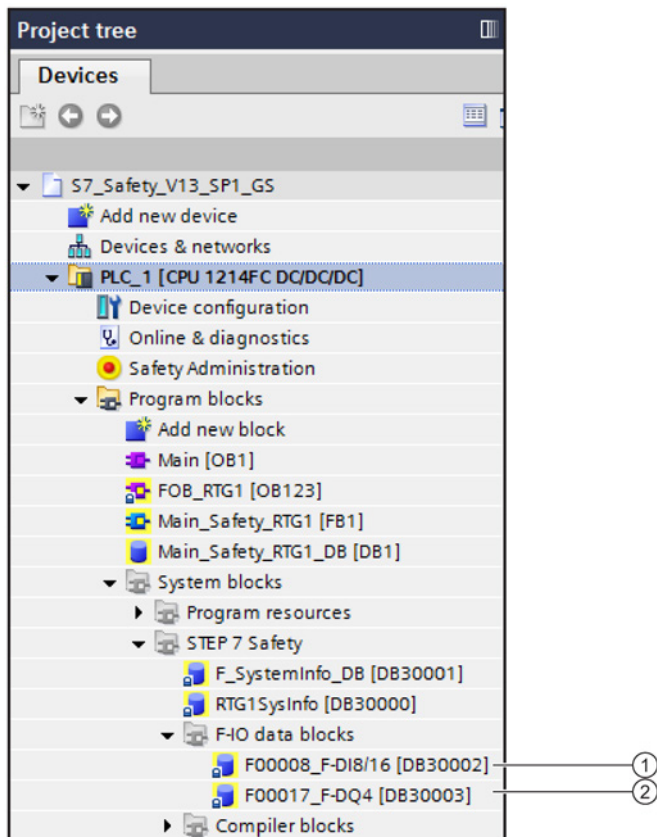 Project tree
Devices
S7_Safety_V13_SP1_GS
Add new device
Devices & networks
PLC_1 [CPU 1214FC DC/DC/DC]
Device configuration
Online & diagnostics
Safety Administration
Program blocks
Add new block
Main [OB1]
FOB_RTG1 [OB123]
Main_Safety_RTG1 [FB1]
Main_Safety_RTG1_DB [DB1]
System blocks
Program resources
STEP 7 Safety
F_SystemInfo_DB [DB30001]
RTG1SysInfo [DB30000]
F-IO data blocks
F00008_F-DI8/16 [DB30002] 1
F00017_F-DQ4 [DB30003] 2
Compiler blocks